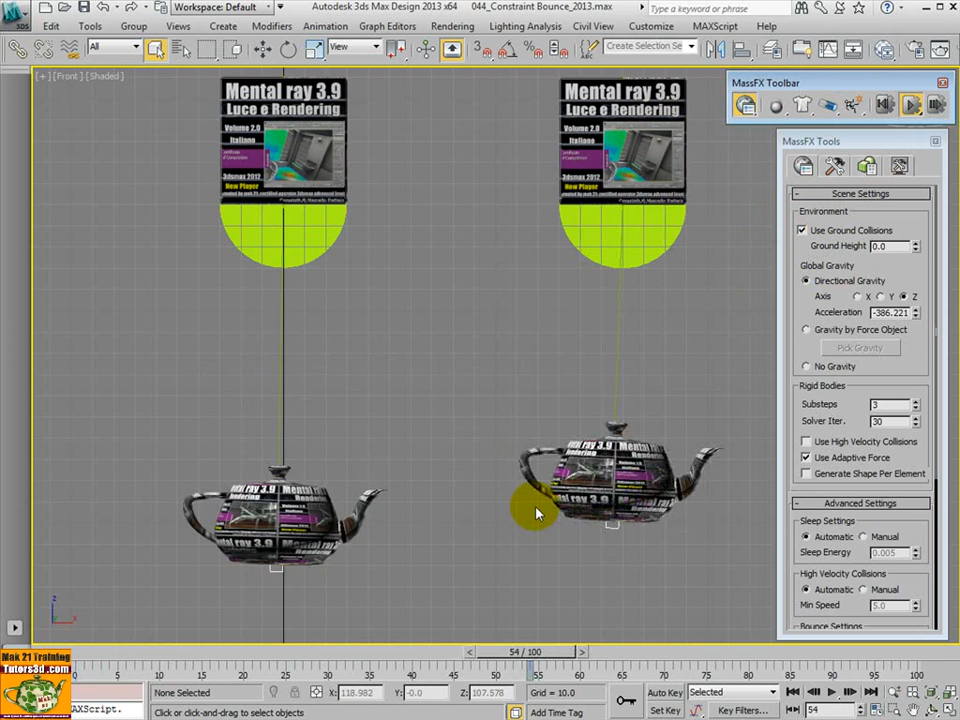 3DS
Workspace: Default
Autodesk 3ds Max Design 2013 x64
044_Constraint Bounce_2013.max
Type a keyword or phrase
Edit Tools Group Views Create Modifiers Animation Graph Editors Rendering Lighting Analysis Civil View Customize MAXScript Help
All
View
3
Create Selection Se
[+] [Front] [Shaded]
MassFX Toolbar
MassFX Tools
Scene Settings
Environment
Use Ground Collisions
Ground Height 0.0
Global Gravity
Directional Gravity
Axis X Y Z
Acceleration -386.221
Gravity by Force Object
Pick Gravity
No Gravity
Rigid Bodies
Substeps 3
Solver Iter. 30
Use High Velocity Collisions
Use Adaptive Force
Generate Shape Per Element
Advanced Settings
Sleep Settings
Automatic Manual
Sleep Energy 0.005
High Velocity Collisions
Automatic Manual
Min Speed 5.0
Bounce Settings
Mental ray 3.9
Luce e Rendering
Volume 2.0
Italiano
3dsmax 2012
New Player
Mental ray 3.9
Luce e Rendering
Volume 2.0
Italiano
3dsmax 2012
New Player
z
x
54 / 100
5 10 15 20 25 30 35 40 45 50 55 60 65 70 75 80 85 90 95 100
Mak 21 Training
Tutors3d.com
AXScript.
None Selected
X: 118.982 Y: -0.0 Z: 107.578
Grid = 10.0
Click or click-and-drag to select objects
Add Time Tag
Auto Key Selected
Set Key Key Filters...
54